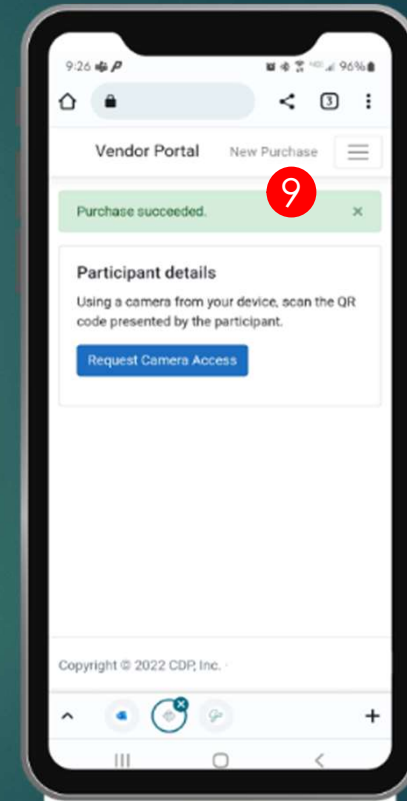 9:26 96%
3
Vendor Portal New Purchase
9
Purchase succeeded. ×
Participant details
Using a camera from your device, scan the QR
code presented by the participant.
Request Camera Access
Copyright © 2022 CDP, Inc. ·